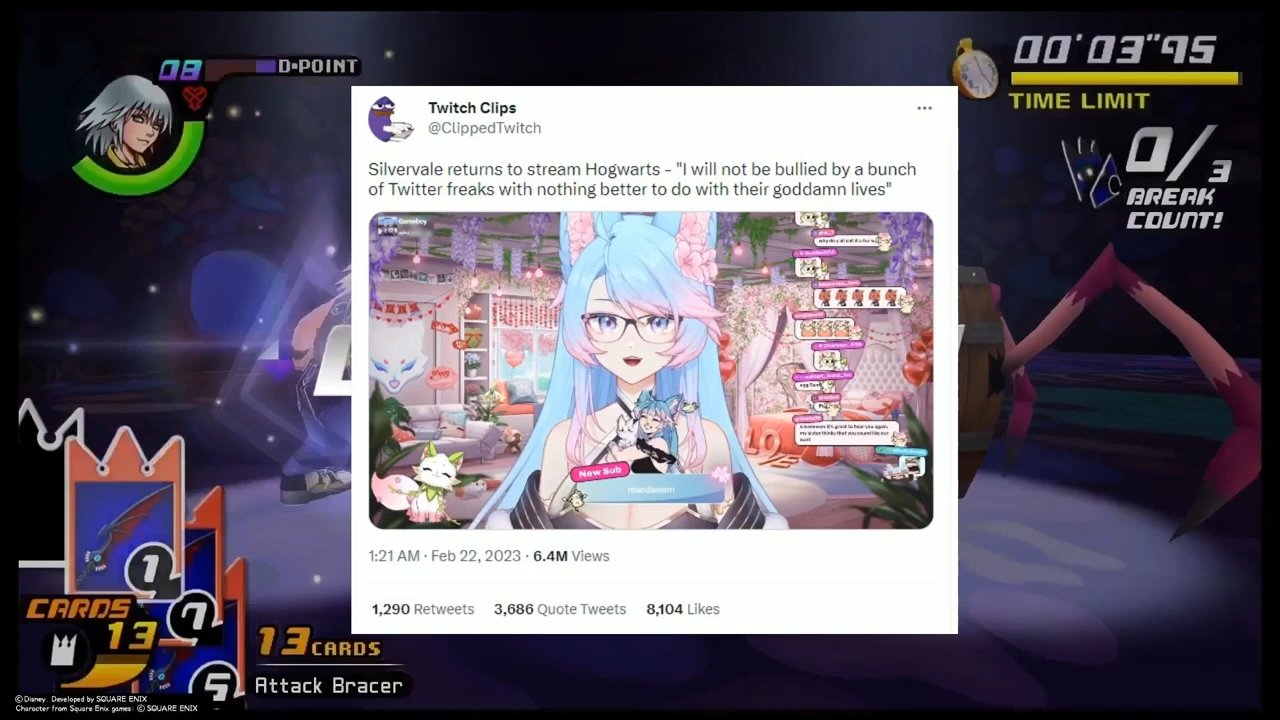 08 D-POINT
00'03"95
TIME LIMIT
0/3
BREAK
COUNT!
Twitch Clips
@ClippedTwitch
Silvervale returns to stream Hogwarts - "I will not be bullied by a bunch
of Twitter freaks with nothing better to do with their goddamn lives"
Gameboy
New Sub
mandaeism
1:21 AM · Feb 22, 2023 · 6.4M Views
1,290 Retweets 3,686 Quote Tweets 8,104 Likes
1
7
5
CARDS
13
13 CARDS
Attack Bracer
©Disney. Developed by SQUARE ENIX
Character from Square Enix games: © SQUARE ENIX